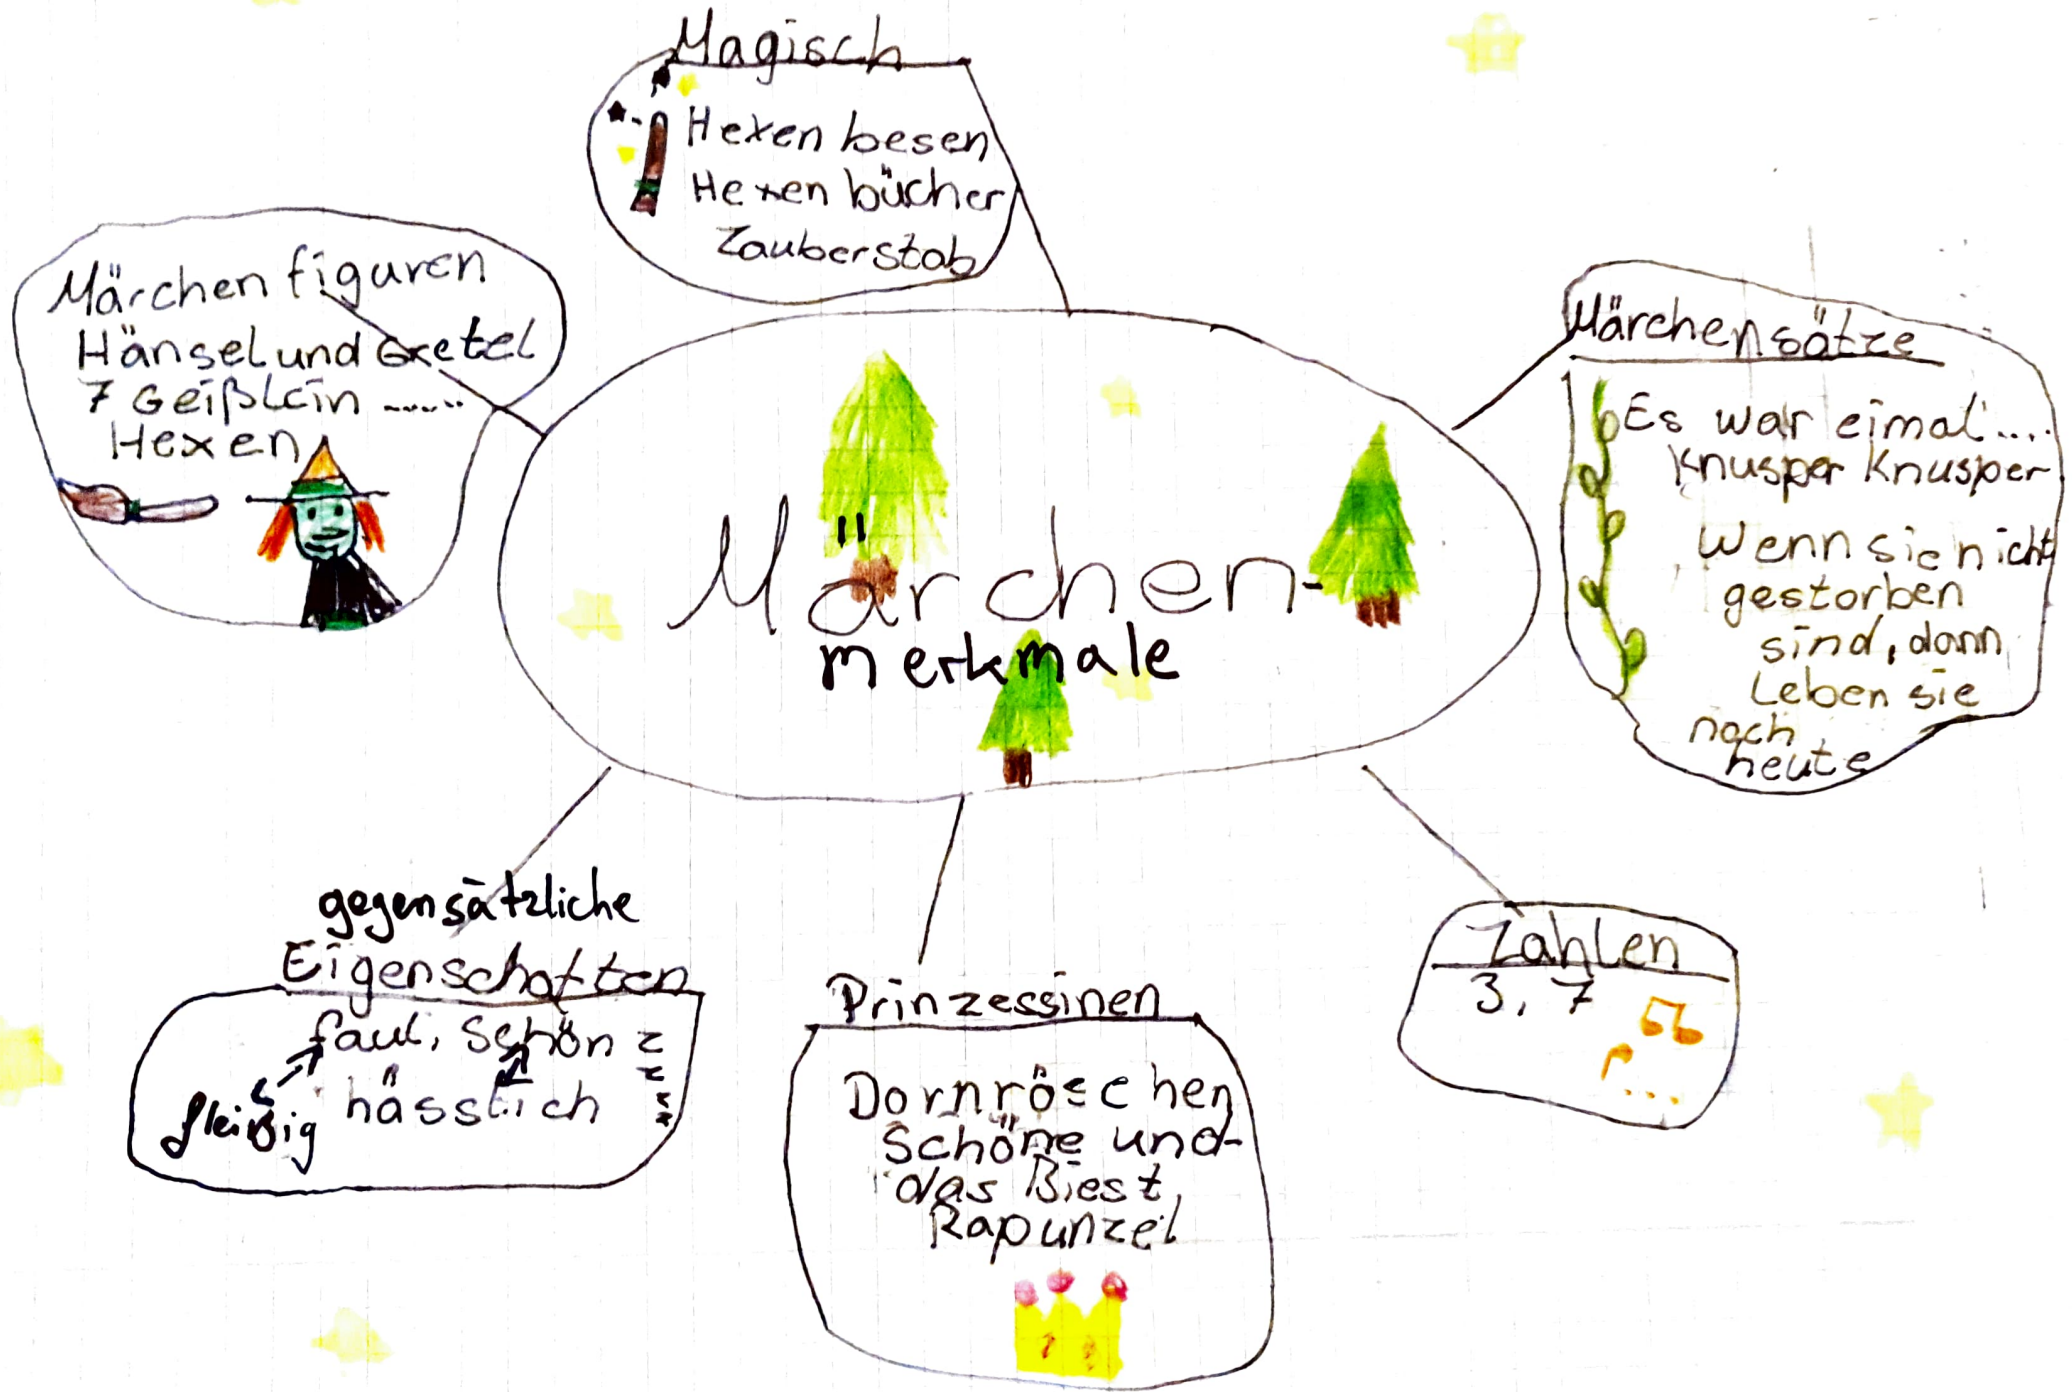 Magisch
Hexen besen
Hexen bücher
Zauberstab
Märchen figuren
Hänsel und Gretel
7 Geißlein ......
Hexen
Märchensätze
Es war eimal ....
Knusper Knusper
Wenn sie nicht
gestorben
sind, dann
Leben sie
noch
heute
Märchen-
merkmale
gegensätzliche
Eigenschaften
faul, schön
fleißig hässlich
Prinzessinen
Dornröschen
Schöne und
das Biest,
Rapunzel
Zahlen
3, 7
...